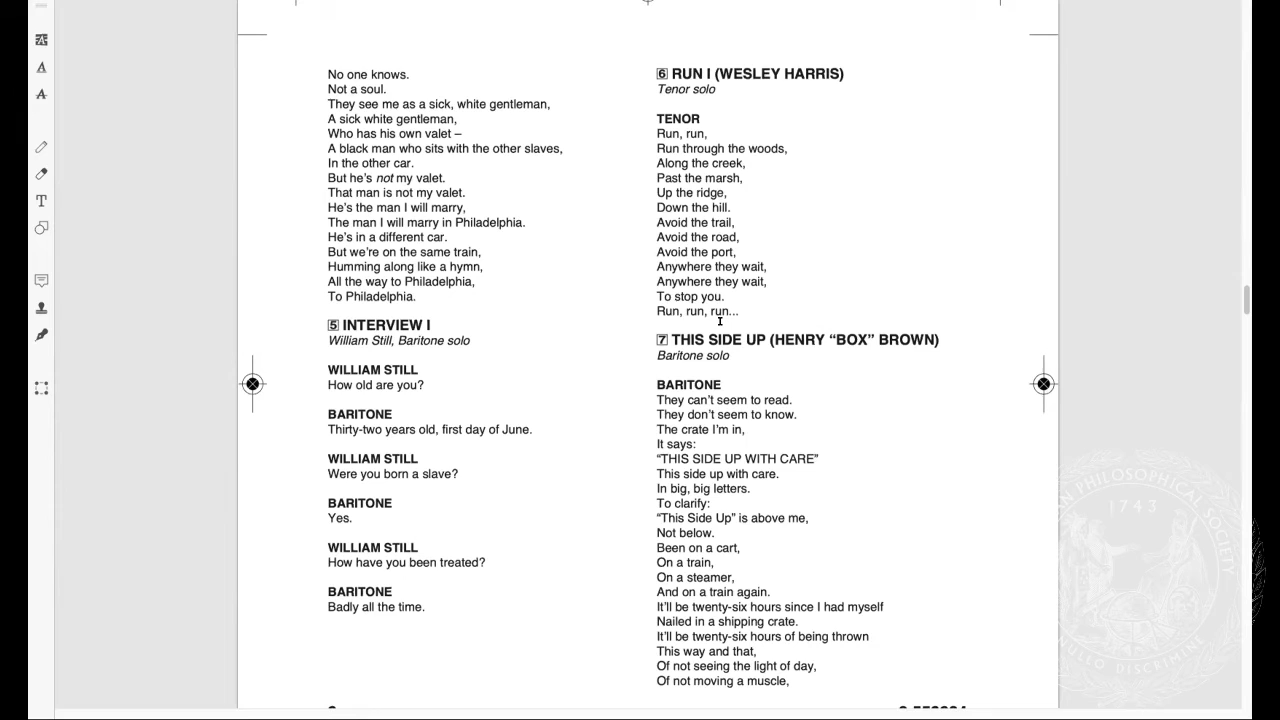 No one knows.
Not a soul.
They see me as a sick, white gentleman,
A sick white gentleman,
Who has his own valet –
A black man who sits with the other slaves,
In the other car.
But he's not my valet.
That man is not my valet.
He's the man I will marry,
The man I will marry in Philadelphia.
He's in a different car.
But we're on the same train,
Humming along like a hymn,
All the way to Philadelphia,
To Philadelphia.
5 INTERVIEW I
William Still, Baritone solo
WILLIAM STILL
How old are you?
BARITONE
Thirty-two years old, first day of June.
WILLIAM STILL
Were you born a slave?
BARITONE
Yes.
WILLIAM STILL
How have you been treated?
BARITONE
Badly all the time.
6 RUN I (WESLEY HARRIS)
Tenor solo
TENOR
Run, run,
Run through the woods,
Along the creek,
Past the marsh,
Up the ridge,
Down the hill.
Avoid the trail,
Avoid the road,
Avoid the port,
Anywhere they wait,
Anywhere they wait,
To stop you.
Run, run, run...
7 THIS SIDE UP (HENRY “BOX” BROWN)
Baritone solo
BARITONE
They can't seem to read.
They don't seem to know.
The crate I'm in,
It says:
“THIS SIDE UP WITH CARE”
This side up with care.
In big, big letters.
To clarify:
“This Side Up” is above me,
Not below.
Been on a cart,
On a train,
On a steamer,
And on a train again.
It'll be twenty-six hours since I had myself
Nailed in a shipping crate.
It'll be twenty-six hours of being thrown
This way and that,
Of not seeing the light of day,
Of not moving a muscle,
AN PHILOSOPHICAL SOCIETY
1743
NULLO DISCRIMINE